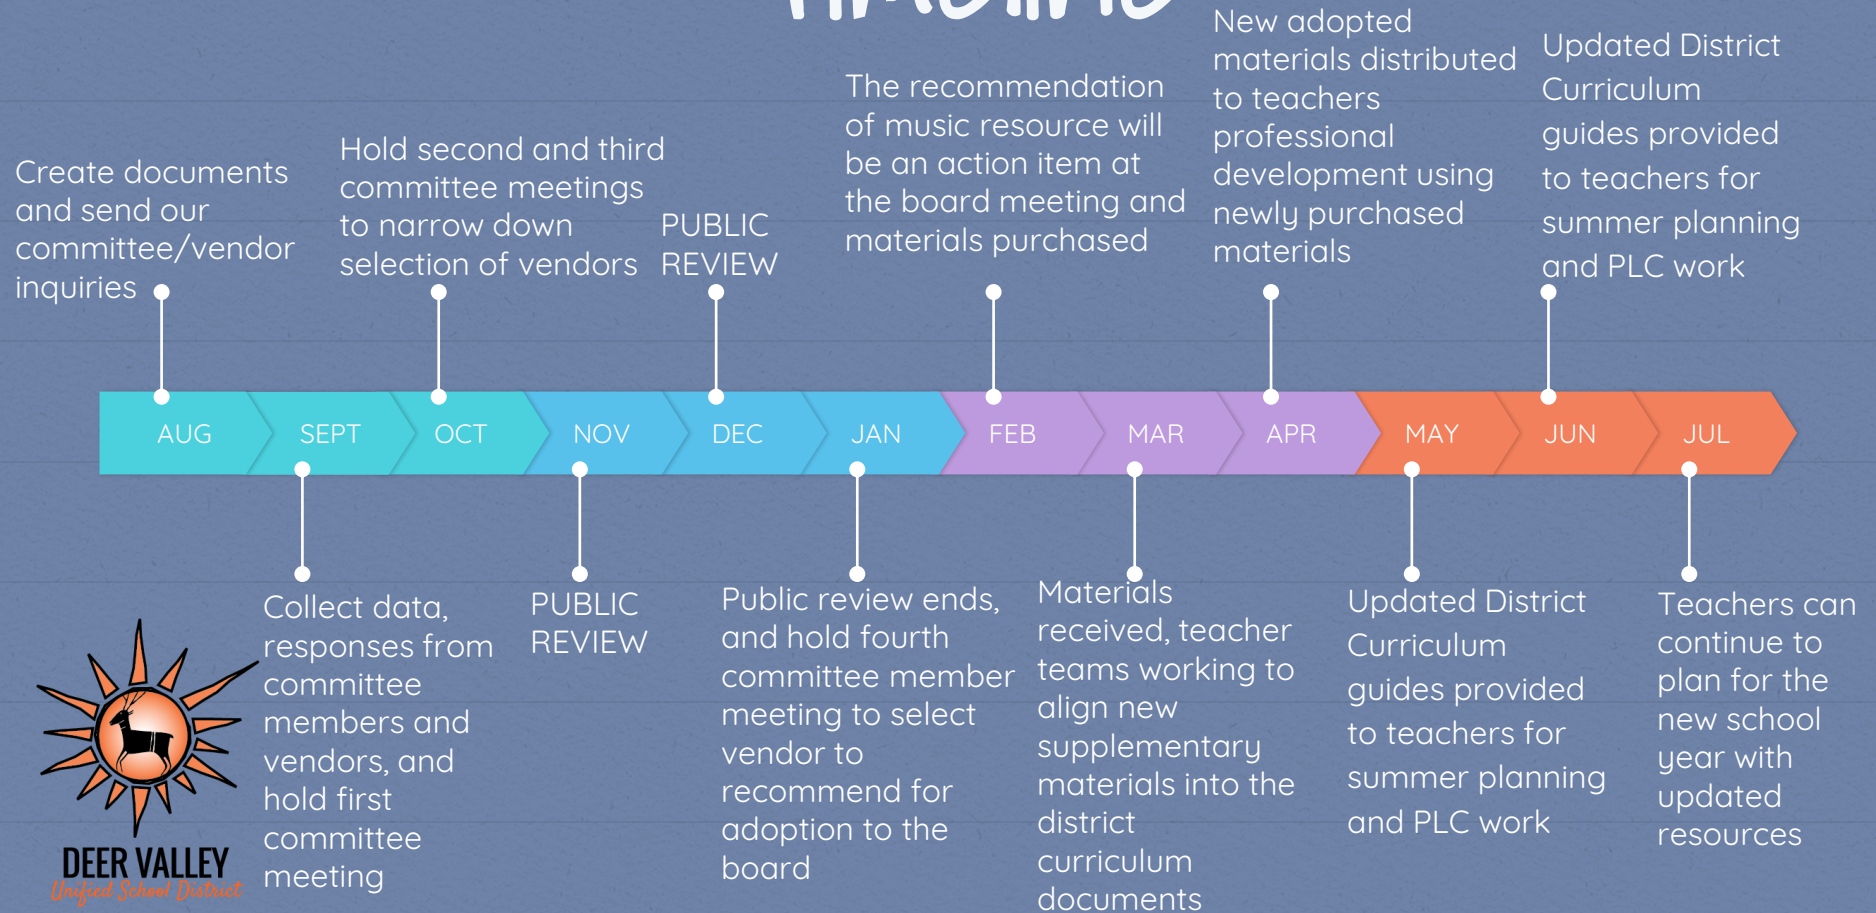 Timeline
New adopted
materials distributed
to teachers
professional
development using
newly purchased
materials
Updated District
Curriculum
guides provided
to teachers for
summer planning
and PLC work
The recommendation
of music resource will
be an action item at
the board meeting and
materials purchased
Hold second and third
committee meetings
to narrow down
selection of vendors
PUBLIC
REVIEW
Create documents
and send our
committee/vendor
inquiries
AUG
SEPT
OCT
NOV
DEC
JAN
FEB
MAR
APR
MAY
JUN
JUL
Collect data,
responses from
committee
members and
vendors, and
hold first
committee
meeting
PUBLIC
REVIEW
Public review ends,
and hold fourth
committee member
meeting to select
vendor to
recommend for
adoption to the
board
Materials
received, teacher
teams working to
align new
supplementary
materials into the
district
curriculum
documents
Updated District
Curriculum
guides provided
to teachers for
summer planning
and PLC work
Teachers can
continue to
plan for the
new school
year with
updated
resources
DEER VALLEY
Unified School District